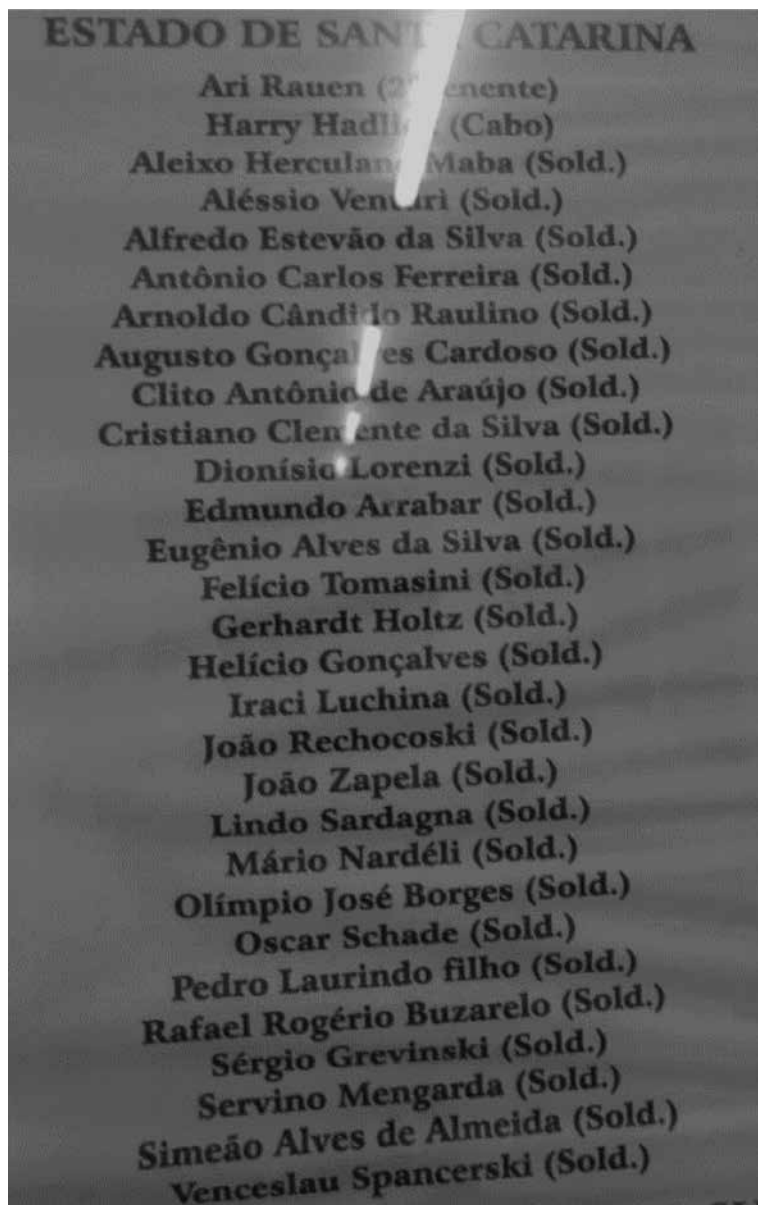 ESTADO DE SANTA CATARINA
Ari Rauen (2º Tenente)
Harry (Cabo)
Aleixo Herculano Maba (Sold.)
Aléssio Venturi (Sold.)
Alfredo Estevão da Silva (Sold.)
Antônio Carlos Ferreira (Sold.)
Arnoldo Cândido Raulino (Sold.)
Augusto Gonçalves Cardoso (Sold.)
Clito Antônio de Araújo (Sold.)
Cristiano Clemente da Silva (Sold.)
Dionísio Lorenzi (Sold.)
Edmundo Arrabar (Sold.)
Eugênio Alves da Silva (Sold.)
Felício Tomasini (Sold.)
Gerhardt Holtz (Sold.)
Helício Gonçalves (Sold.)
Iraci Luchina (Sold.)
João Rechocoski (Sold.)
João Zapela (Sold.)
Lindo Sardagna (Sold.)
Mário Nardéli (Sold.)
Olímpio José Borges (Sold.)
Oscar Schade (Sold.)
Pedro Laurindo filho (Sold.)
Rafael Rogério Buzarelo (Sold.)
Sérgio Grevinski (Sold.)
Servino Mengarda (Sold.)
Simeão Alves de Almeida (Sold.)
Venceslau Spancerski (Sold.)